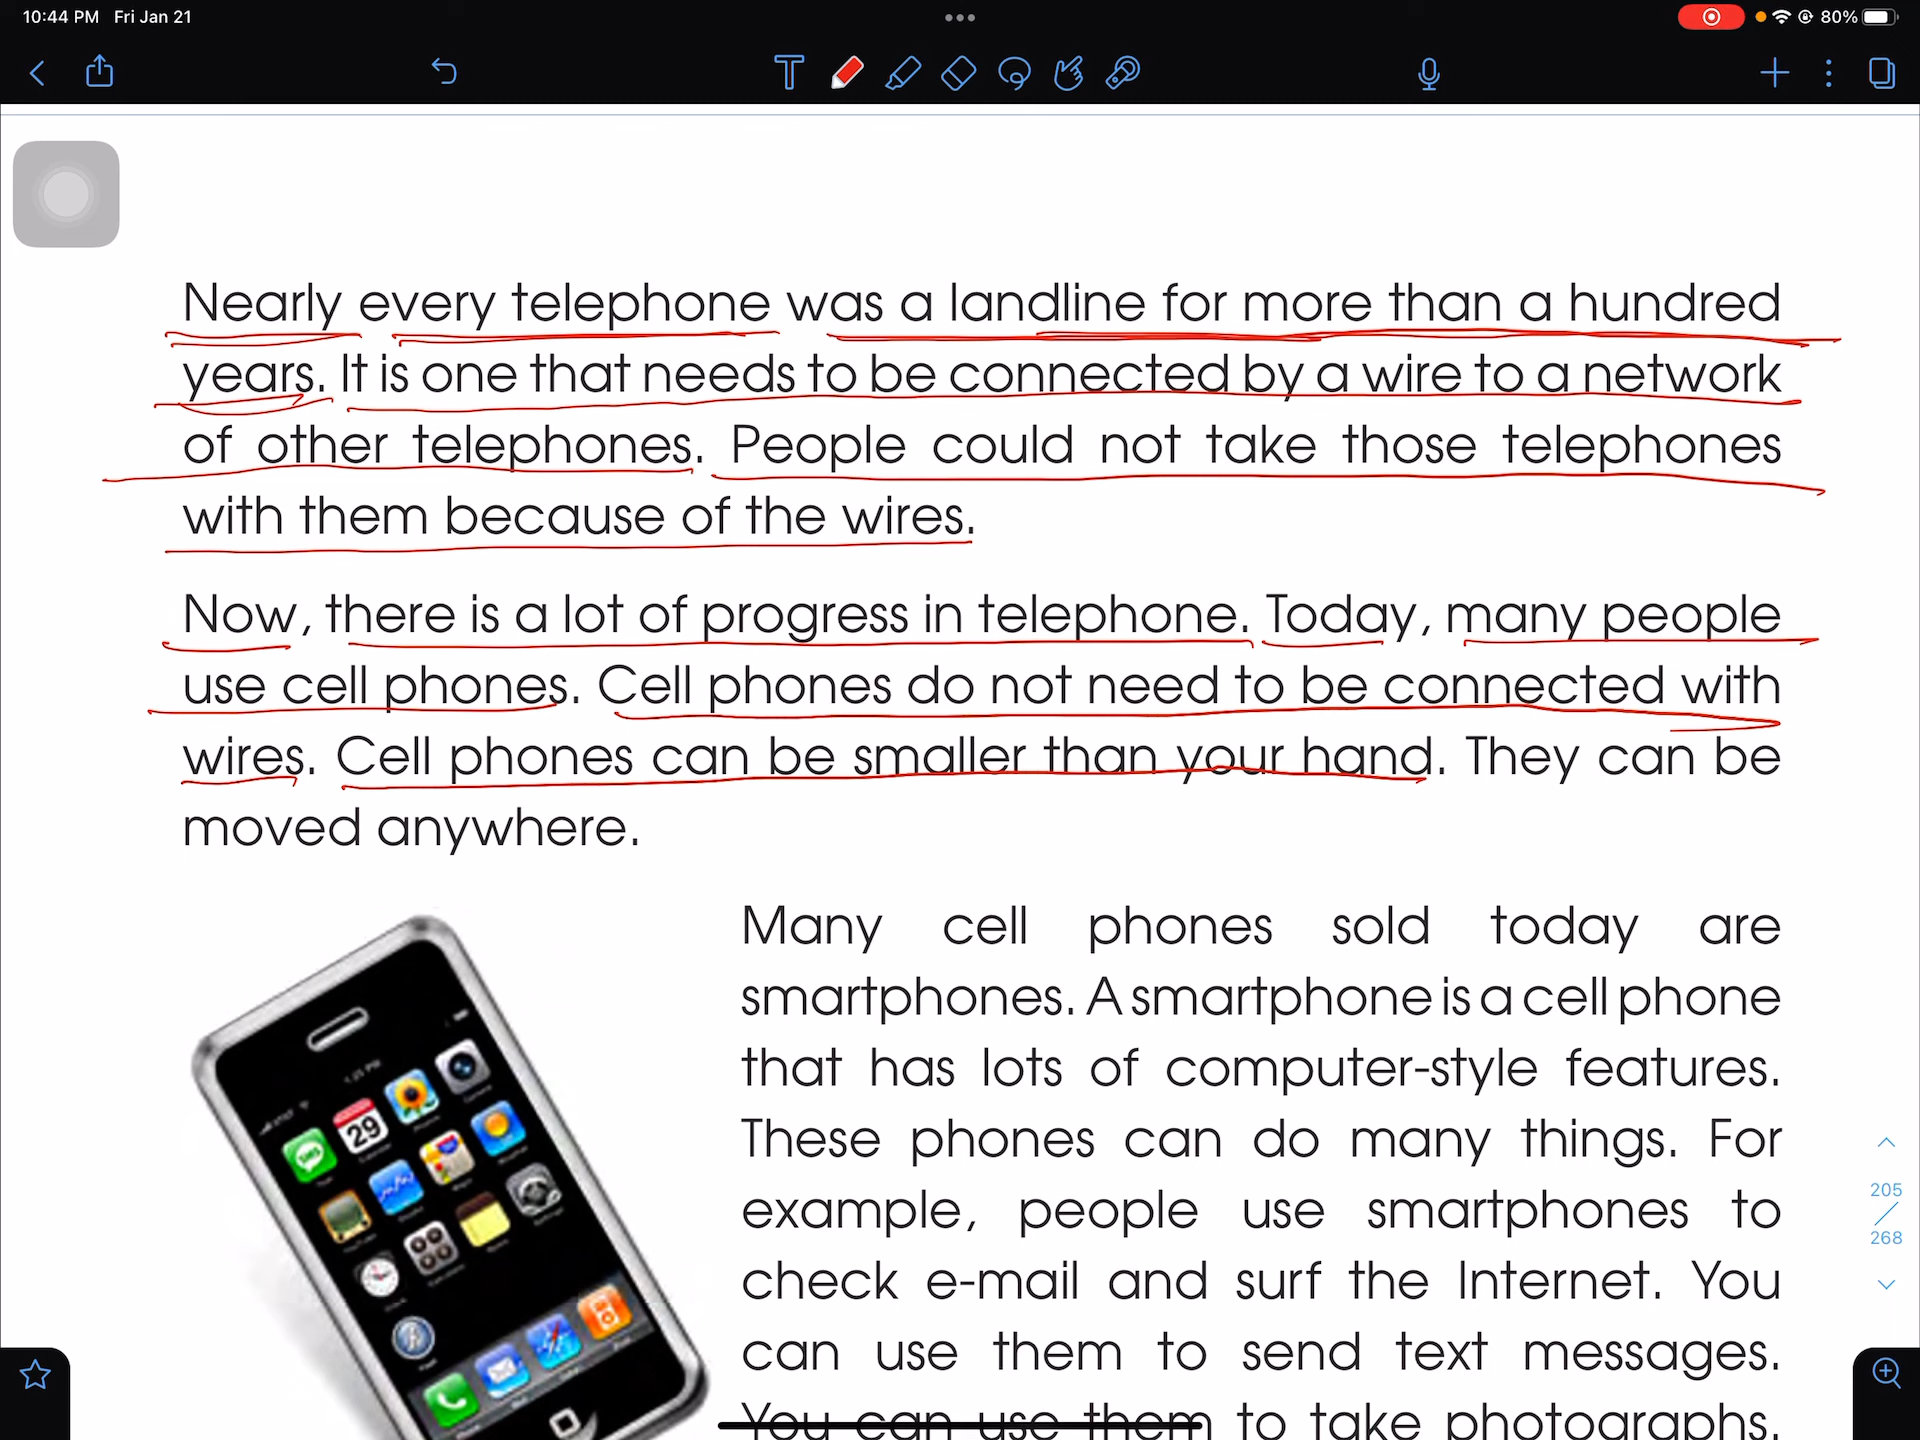 10:44 PM Fri Jan 21
80%
Nearly every telephone was a landline for more than a hundred
years. It is one that needs to be connected by a wire to a network
of other telephones. People could not take those telephones
with them because of the wires.
Now, there is a lot of progress in telephone. Today, many people
use cell phones. Cell phones do not need to be connected with
wires. Cell phones can be smaller than your hand. They can be
moved anywhere.
Many cell phones sold today are
smartphones. A smartphone is a cell phone
that has lots of computer-style features.
These phones can do many things. For
example, people use smartphones to
check e-mail and surf the Internet. You
can use them to send text messages.
You can use them to take photographs.
29
205
268